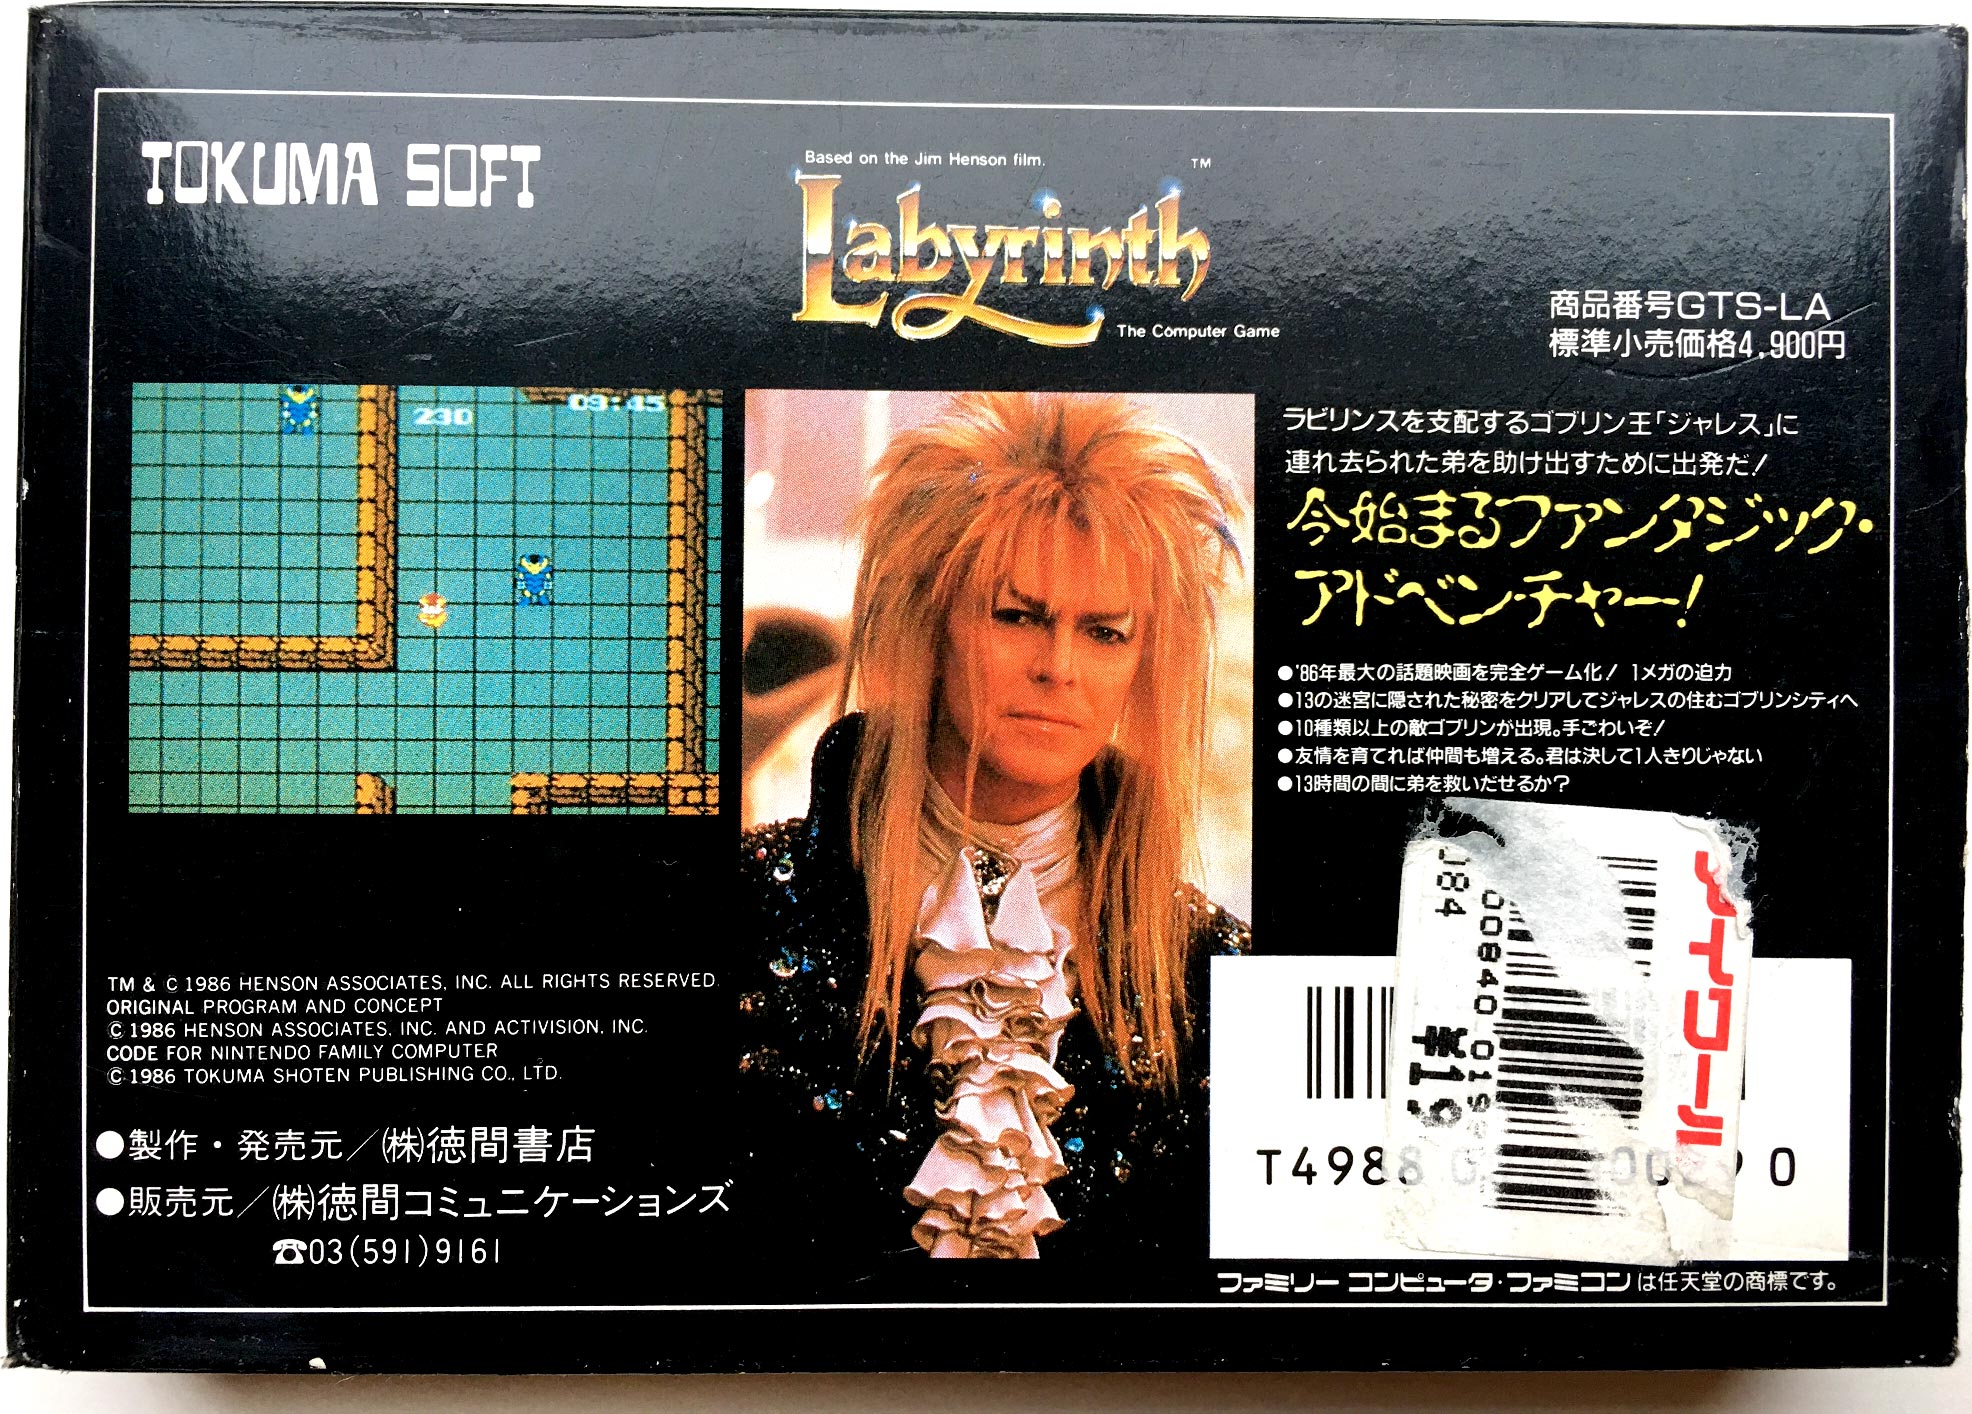 TOKUMA SOFT
Based on the Jim Henson film.
TM
Labyrinth
The Computer Game
商品番号GTS-LA
標準小売価格4,900円
230
09:45
ラビリンスを支配するゴブリン王「ジャレス」に
連れ去られた弟を助け出すために出発だ!
今始まるファンタジック・
アドベンチャー!
●'86年最大の話題映画を完全ゲーム化! 1メガの迫力
●13の迷宮に隠された秘密をクリアしてジャレスの住むゴブリンシティへ
●10種類以上の敵ゴブリンが出現。手ごわいぞ!
●友情を育てれば仲間も増える。君は決して1人きりじゃない
●13時間の間に弟を救いだせるか?
TM & © 1986 HENSON ASSOCIATES, INC. ALL RIGHTS RESERVED.
ORIGINAL PROGRAM AND CONCEPT
© 1986 HENSON ASSOCIATES, INC. AND ACTIVISION, INC.
CODE FOR NINTENDO FAMILY COMPUTER
© 1986 TOKUMA SHOTEN PUBLISHING CO., LTD.
●製作・発売元/(株)徳間書店
●販売元/(株)徳間コミュニケーションズ
☎03(591)9161
T4988
ファミリー コンピュータ・ファミコンは任天堂の商標です。